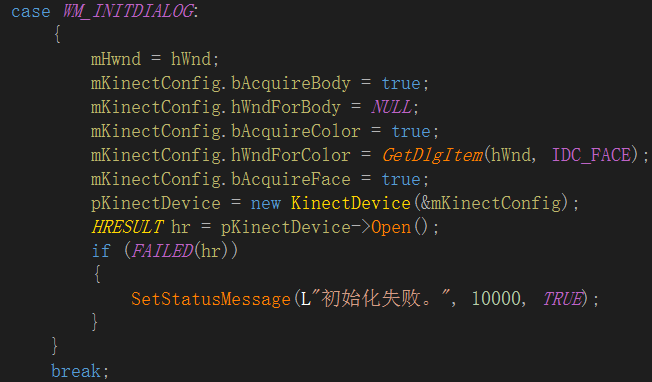 case WM_INITDIALOG:
{
mHwnd = hWnd;
mKinectConfig.bAcquireBody = true;
mKinectConfig.hWndForBody = NULL;
mKinectConfig.bAcquireColor = true;
mKinectConfig.hWndForColor = GetDlgItem(hWnd, IDC_FACE);
mKinectConfig.bAcquireFace = true;
pKinectDevice = new KinectDevice(&mKinectConfig);
HRESULT hr = pKinectDevice->Open();
if (FAILED(hr))
{
SetStatusMessage(L"初始化失败。", 10000, TRUE);
}
}
break;